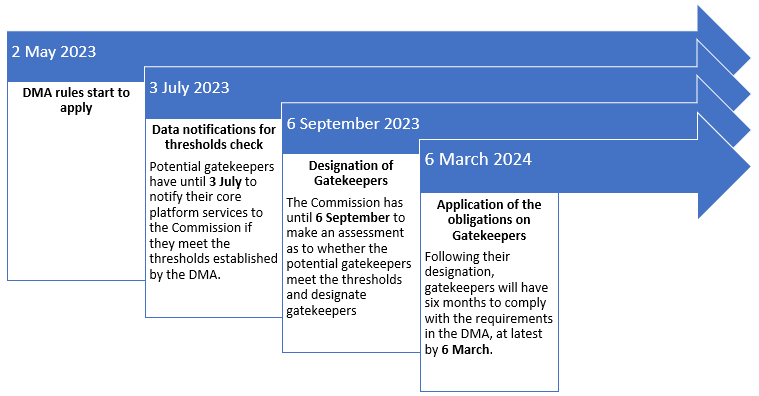 2 May 2023
DMA rules start to
apply
3 July 2023
Data notifications for
thresholds check
Potential gatekeepers
have until 3 July to
notify their core
platform services to
the Commission if
they meet the
thresholds established
by the DMA.
6 September 2023
Designation of
Gatekeepers
The Commission has
until 6 September to
make an assessment
as to whether the
potential gatekeepers
meet the thresholds
and designate
gatekeepers
6 March 2024
Application of the
obligations on
Gatekeepers
Following their
designation,
gatekeepers will have
six months to comply
with the requirements
in the DMA, at latest
by 6 March.